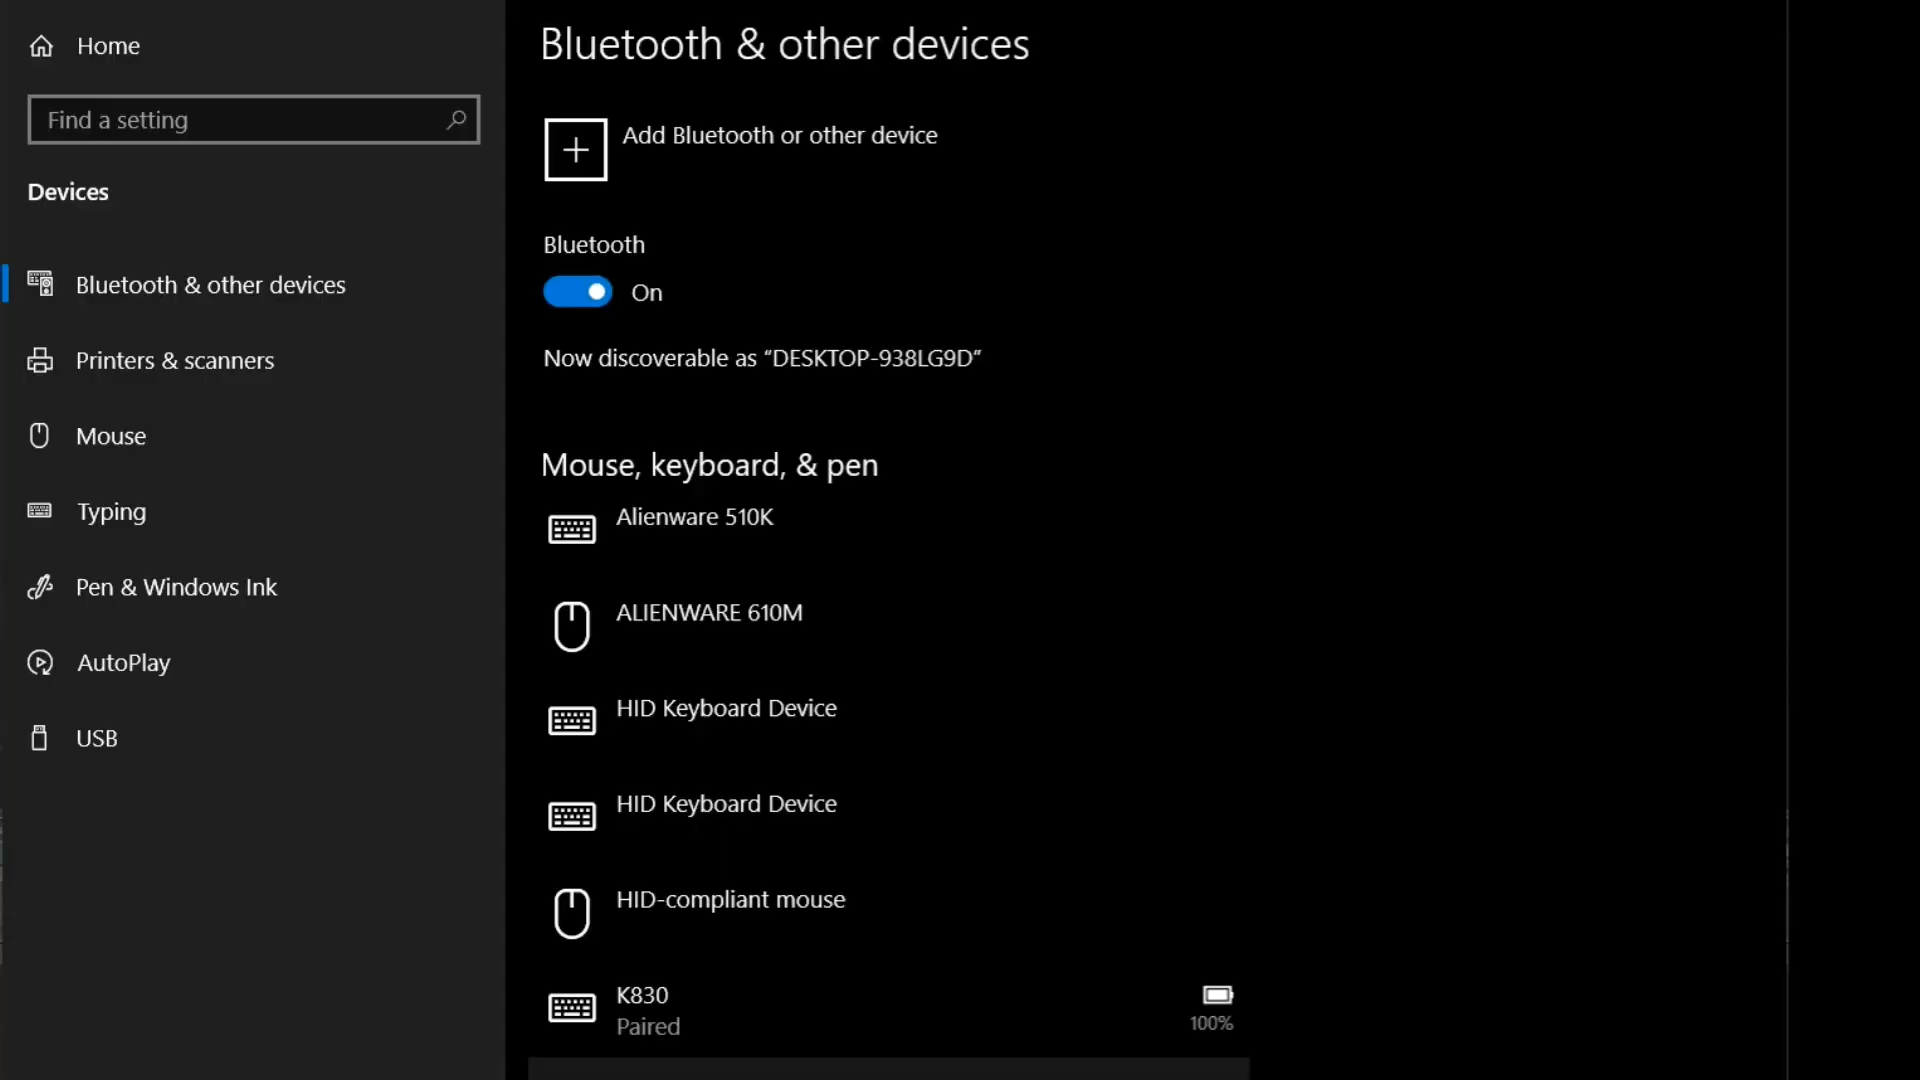 Home
Find a setting
Devices
Bluetooth & other devices
Printers & scanners
Mouse
Typing
Pen & Windows Ink
AutoPlay
USB
Bluetooth & other devices
Add Bluetooth or other device
Bluetooth
On
Now discoverable as “DESKTOP-938LG9D”
Mouse, keyboard, & pen
Alienware 510K
ALIENWARE 610M
HID Keyboard Device
HID Keyboard Device
HID-compliant mouse
K830
Paired
100%